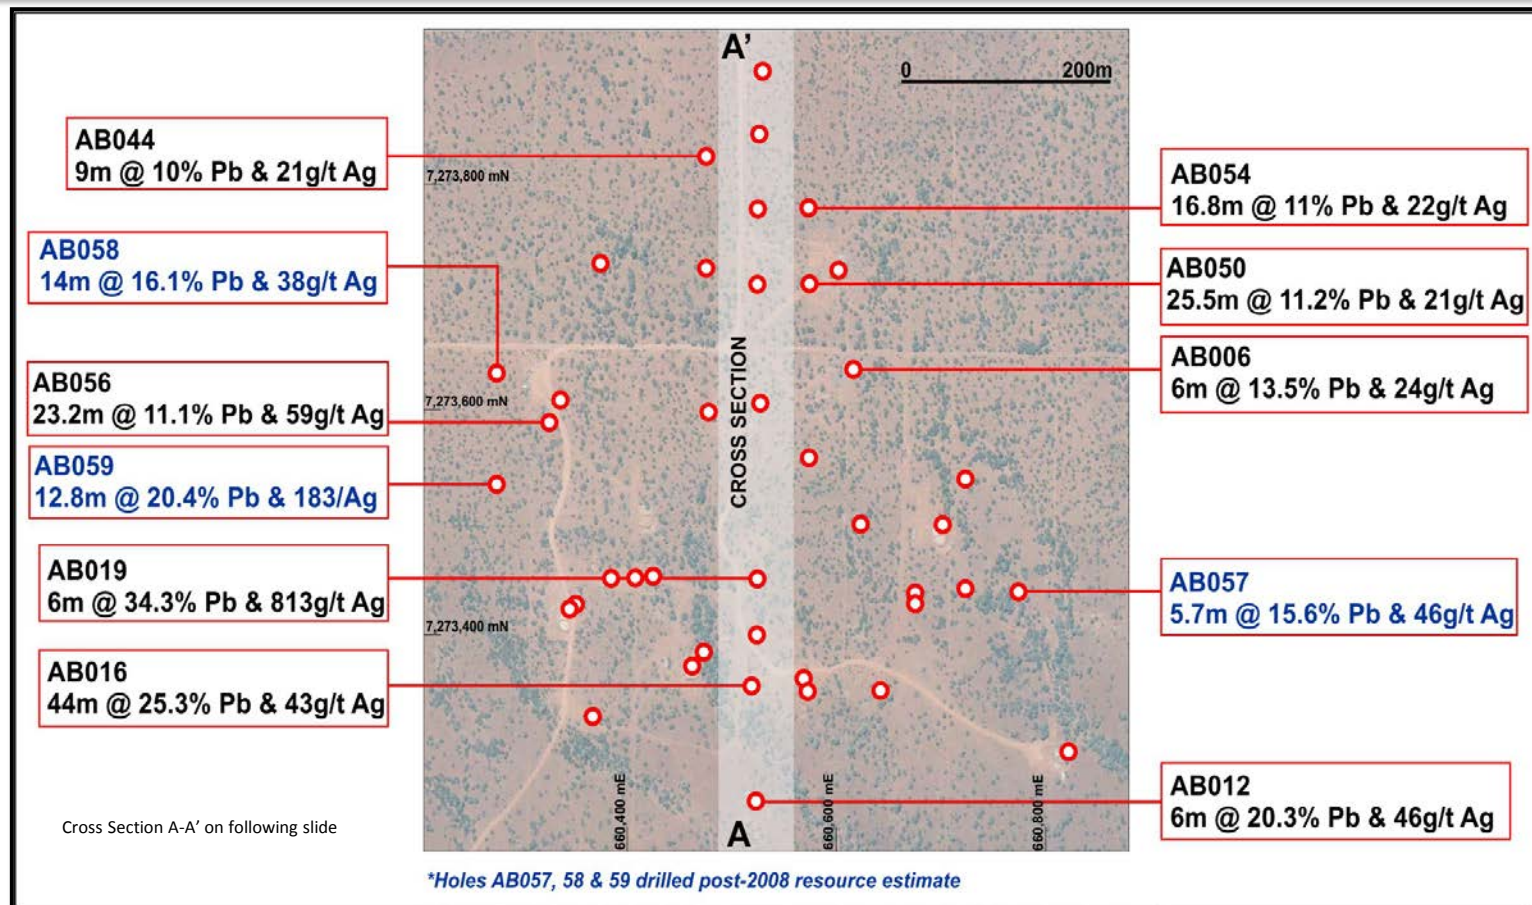 A'
0 200m
AB044
9m @ 10% Pb & 21g/t Ag
7,273,800 mN
AB054
16.8m @ 11% Pb & 22g/t Ag
AB058
14m @ 16.1% Pb & 38g/t Ag
AB050
25.5m @ 11.2% Pb & 21g/t Ag
AB006
6m @ 13.5% Pb & 24g/t Ag
AB056
23.2m @ 11.1% Pb & 59g/t Ag
7,273,600 mN
CROSS SECTION
AB059
12.8m @ 20.4% Pb & 183/Ag
AB019
6m @ 34.3% Pb & 813g/t Ag
AB057
5.7m @ 15.6% Pb & 46g/t Ag
7,273,400 mN
AB016
44m @ 25.3% Pb & 43g/t Ag
AB012
6m @ 20.3% Pb & 46g/t Ag
660,400 mE
660,600 mE
660,800 mE
A
Cross Section A-A’ on following slide
*Holes AB057, 58 & 59 drilled post-2008 resource estimate